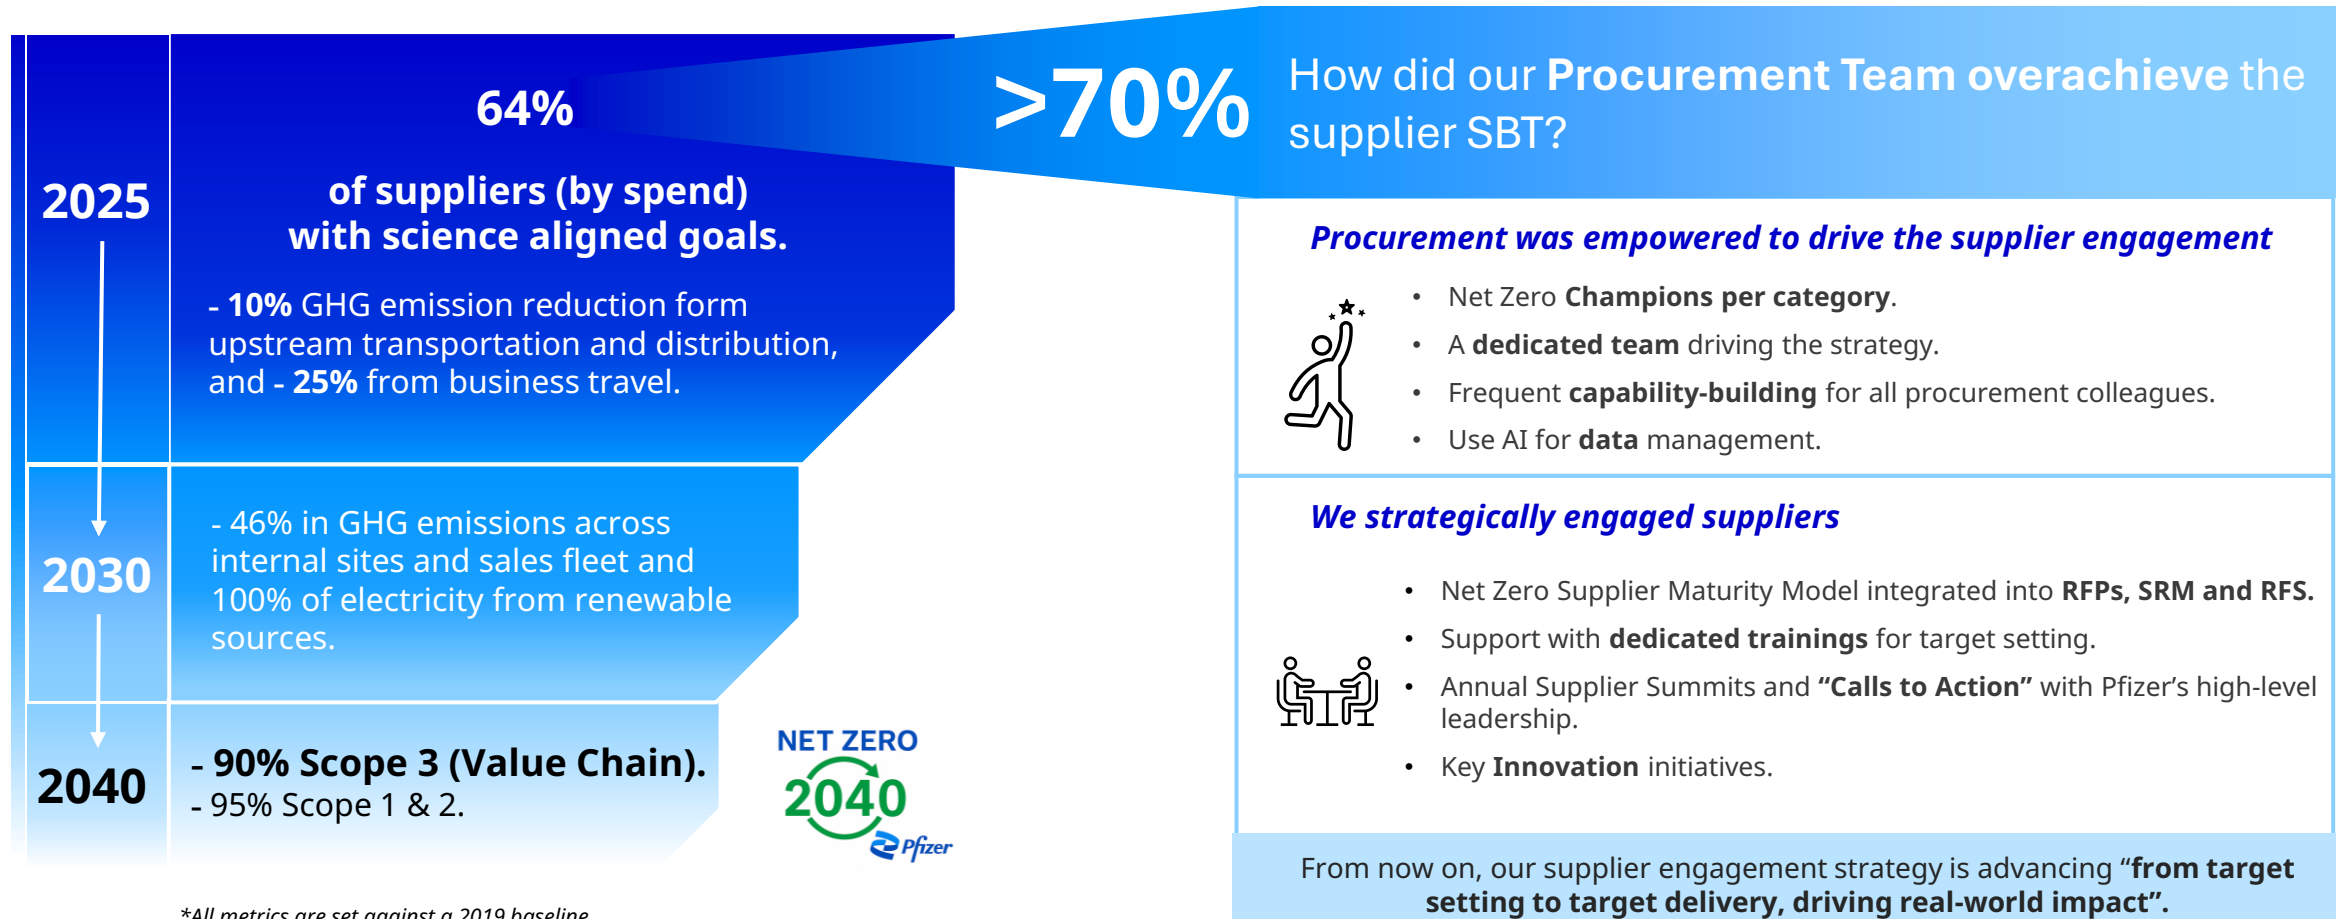 2025
64%
of suppliers (by spend)
with science aligned goals.
- 10% GHG emission reduction form
upstream transportation and distribution,
and - 25% from business travel.
2030
- 46% in GHG emissions across
internal sites and sales fleet and
100% of electricity from renewable
sources.
2040
- 90% Scope 3 (Value Chain).
- 95% Scope 1 & 2.
NET ZERO
2040
Pfizer
*All metrics are set against a 2019 baseline
>70%
How did our Procurement Team overachieve the
supplier SBT?
Procurement was empowered to drive the supplier engagement
• Net Zero Champions per category.
• A dedicated team driving the strategy.
• Frequent capability-building for all procurement colleagues.
• Use AI for data management.
We strategically engaged suppliers
• Net Zero Supplier Maturity Model integrated into RFPs, SRM and RFS.
• Support with dedicated trainings for target setting.
• Annual Supplier Summits and “Calls to Action” with Pfizer’s high-level
leadership.
• Key Innovation initiatives.
From now on, our supplier engagement strategy is advancing “from target
setting to target delivery, driving real-world impact”.